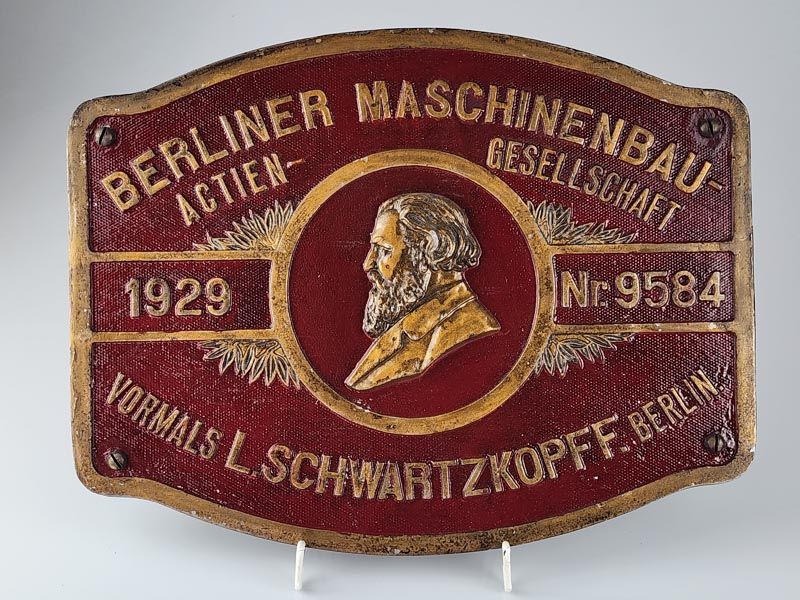 BERLINER MASCHINENBAU-
ACTIEN- GESELLSCHAFT
1929 Nr. 9584
VORMALS L. SCHWARTZKOPFF. BERLIN.